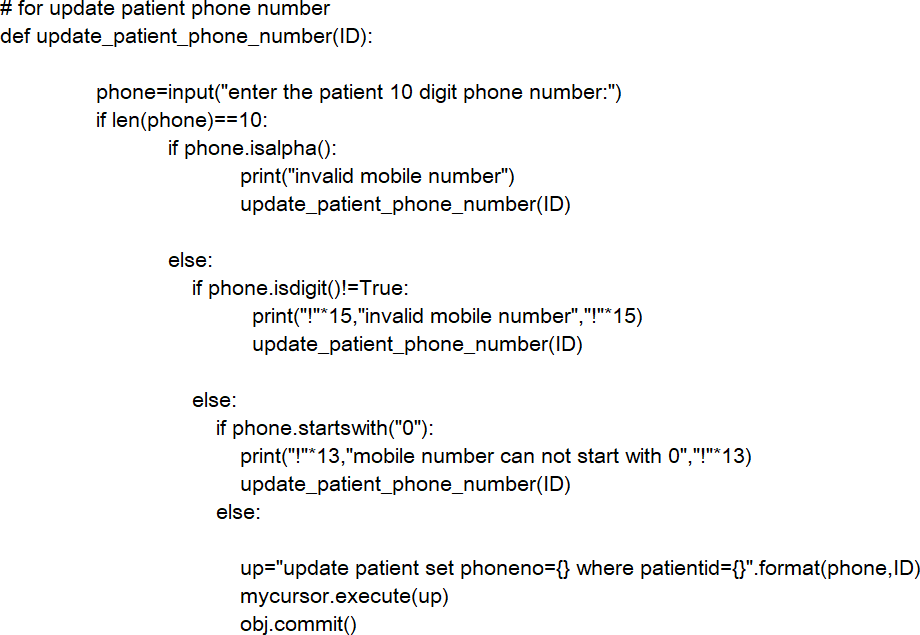 # for update patient phone number
def update_patient_phone_number(ID):
phone=input("enter the patient 10 digit phone number:")
if len(phone)==10:
if phone.isalpha():
print("invalid mobile number")
update_patient_phone_number(ID)
else:
if phone.isdigit()!=True:
print("!"*15,"invalid mobile number","!"*15)
update_patient_phone_number(ID)
else:
if phone.startswith("0"):
print("!"*13,"mobile number can not start with 0","!"*13)
update_patient_phone_number(ID)
else:
up="update patient set phoneno={} where patientid={}".format(phone,ID)
mycursor.execute(up)
obj.commit()